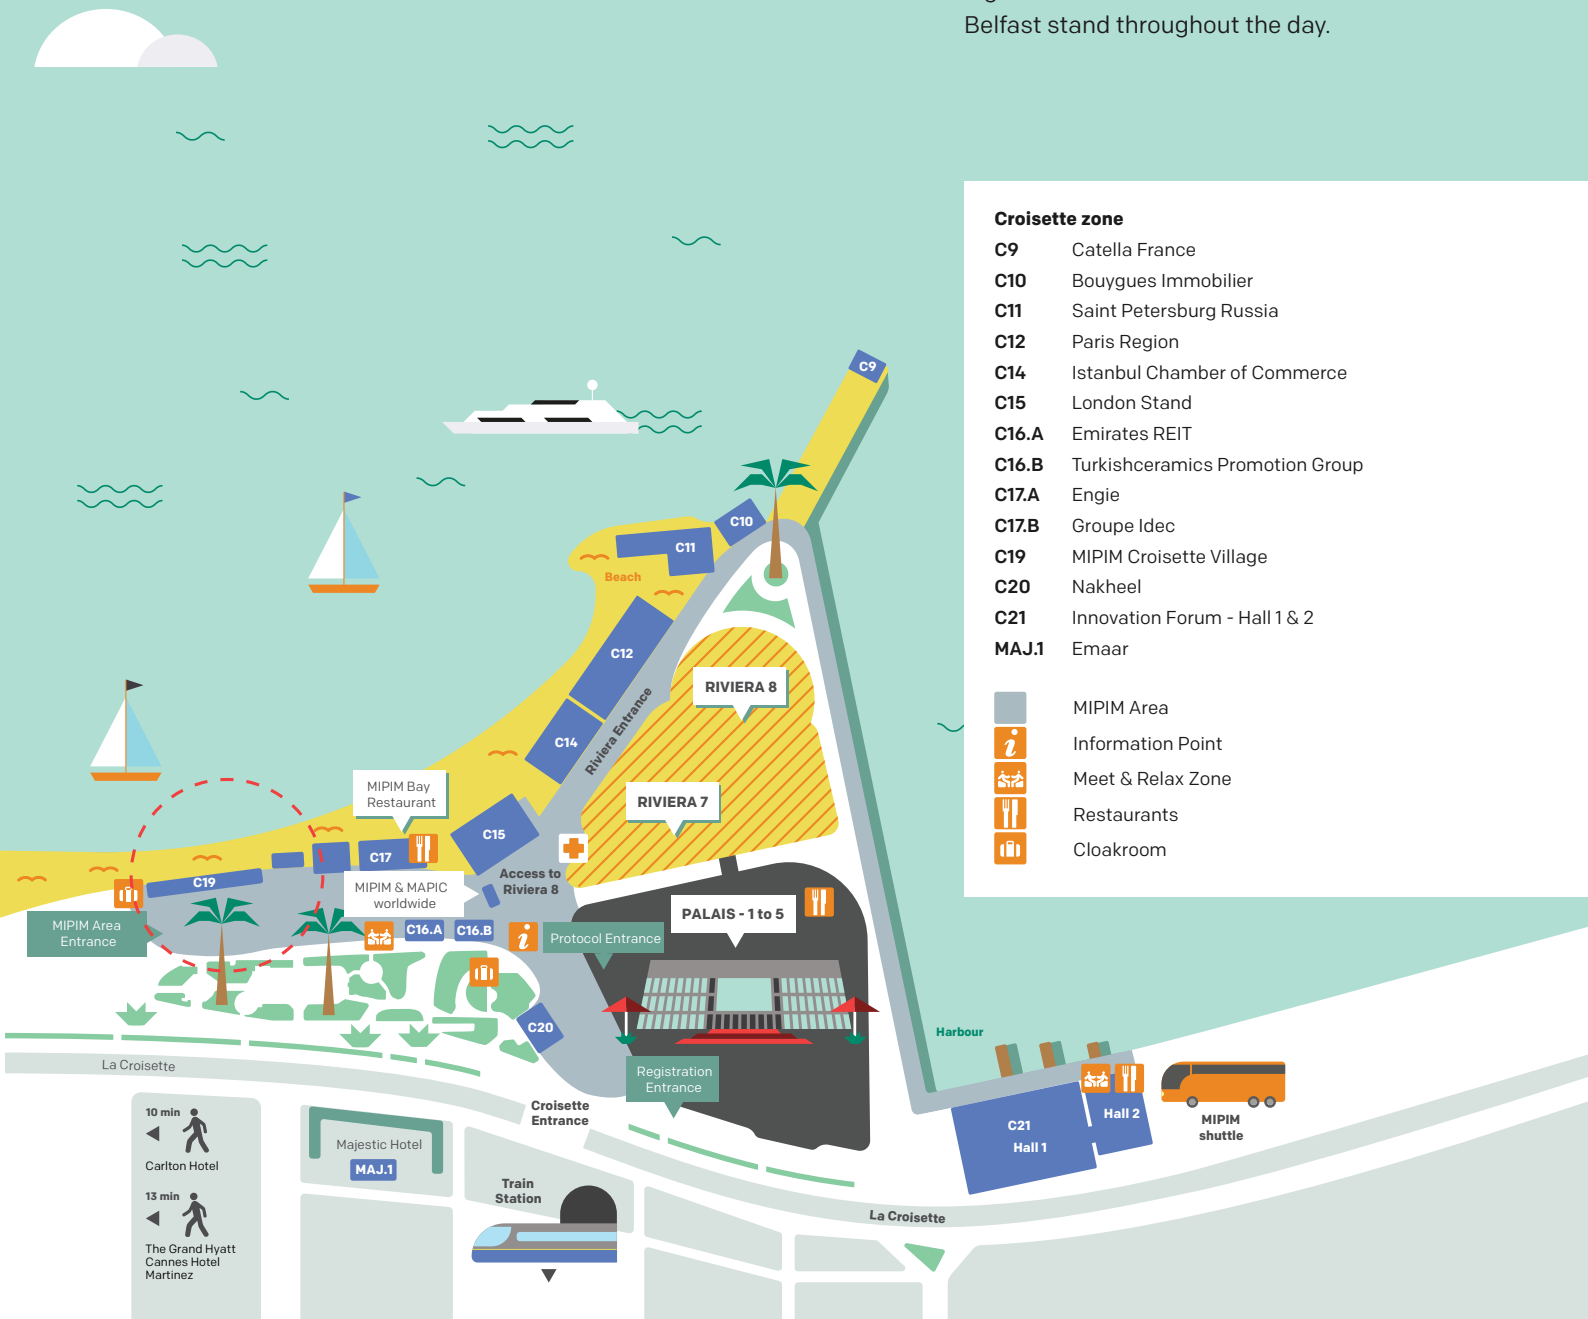 Belfast stand throughout the day.
Croisette zone
C9 Catella France
C10 Bouygues Immobilier
C11 Saint Petersburg Russia
C12 Paris Region
C14 Istanbul Chamber of Commerce
C15 London Stand
C16.A Emirates REIT
C16.B Turkishceramics Promotion Group
C17.A Engie
C17.B Groupe Idec
C19 MIPIM Croisette Village
C20 Nakheel
C21 Innovation Forum - Hall 1 & 2
MAJ.1 Emaar
MIPIM Area
Information Point
Meet & Relax Zone
Restaurants
Cloakroom
C9
C10
C11
Beach
C12
RIVIERA 8
Riviera Entrance
C14
MIPIM Bay
Restaurant
RIVIERA 7
C15
C17
C19
Access to
Riviera 8
MIPIM & MAPIC
worldwide
MIPIM Area
Entrance
C16.A
C16.B
Protocol Entrance
PALAIS - 1 to 5
C20
Harbour
La Croisette
Registration
Entrance
Croisette
Entrance
10 min
Carlton Hotel
13 min
The Grand Hyatt
Cannes Hotel
Martinez
Majestic Hotel
MAJ.1
Train
Station
C21
Hall 1
Hall 2
MIPIM
shuttle
La Croisette